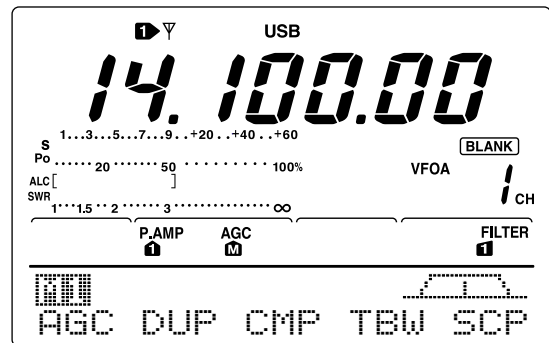 1 USB
14.100.00
S 1...3...5...7...9..+20..+40..+60
BLANK
Po 20 50 100%
VFOA
ALC
1 CH
SWR 1 1.5 2 3 ∞
P.AMP AGC FILTER
1 M 1
M1
AGC DUP CMP TBW SCP